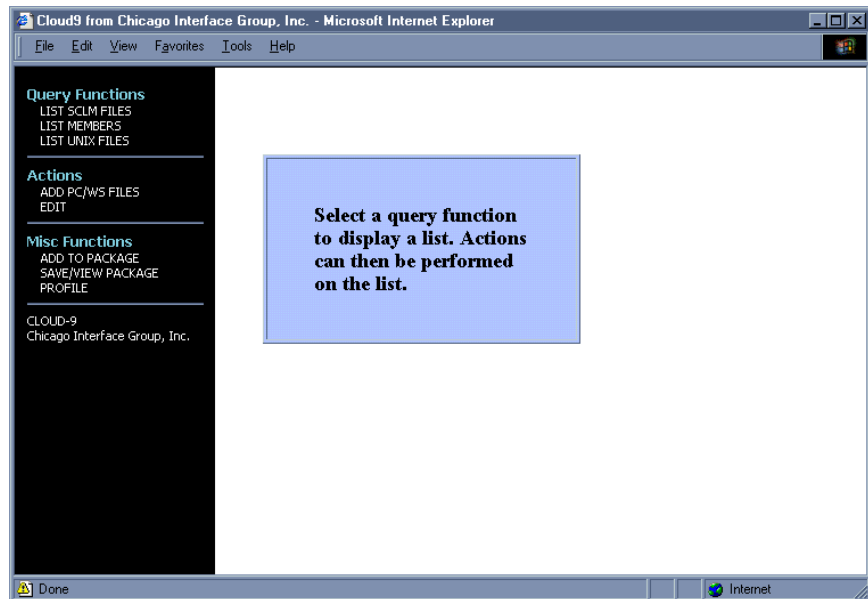 Cloud9 from Chicago Interface Group, Inc. - Microsoft Internet Explorer
File Edit View Favorites Tools Help
Query Functions
LIST SCLM FILES
LIST MEMBERS
LIST UNIX FILES
Actions
ADD PC/WS FILES
EDIT
Misc Functions
ADD TO PACKAGE
SAVE/VIEW PACKAGE
PROFILE
CLOUD-9
Chicago Interface Group, Inc.
Select a query function
to display a list. Actions
can then be performed
on the list.
Done
Internet